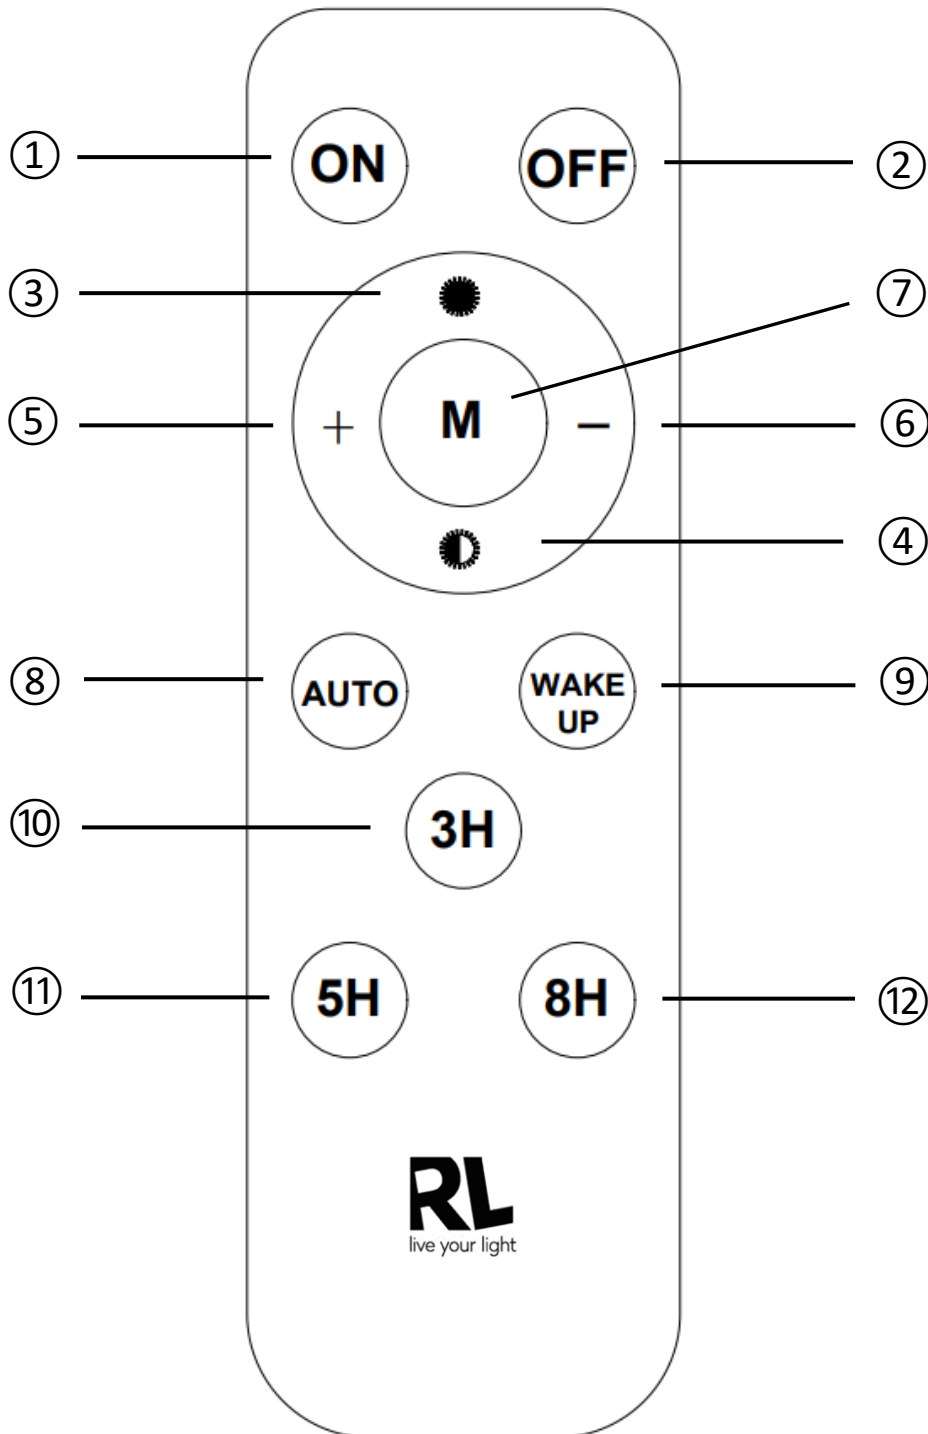 ① ON OFF ②
③ ⑦
⑤ + M − ⑥
④
⑧ AUTO WAKE UP ⑨
⑩ 3H
⑪ 5H 8H ⑫
RL
live your light